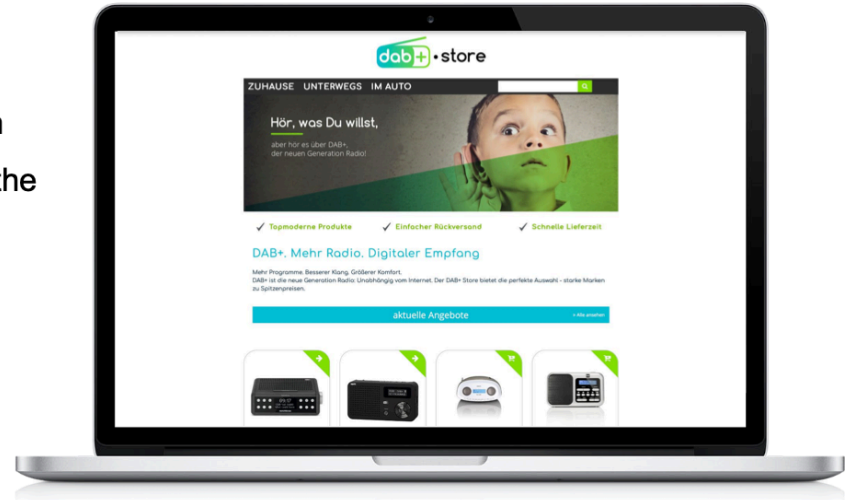 the
dab+•store
ZUHAUSE UNTERWEGS IM AUTO
Hör, was Du willst,
aber hör es über DAB+,
der neuen Generation Radio!
Topmoderne Produkte Einfacher Rückversand Schnelle Lieferzeit
DAB+. Mehr Radio. Digitaler Empfang
Mehr Programme. Besserer Klang. Größerer Komfort.
DAB+ ist die neue Generation Radio: Unabhängig vom Internet. Der DAB+ Store bietet die perfekte Auswahl - starke Marken
zu Spitzenpreisen.
aktuelle Angebote
+ Alle ansehen